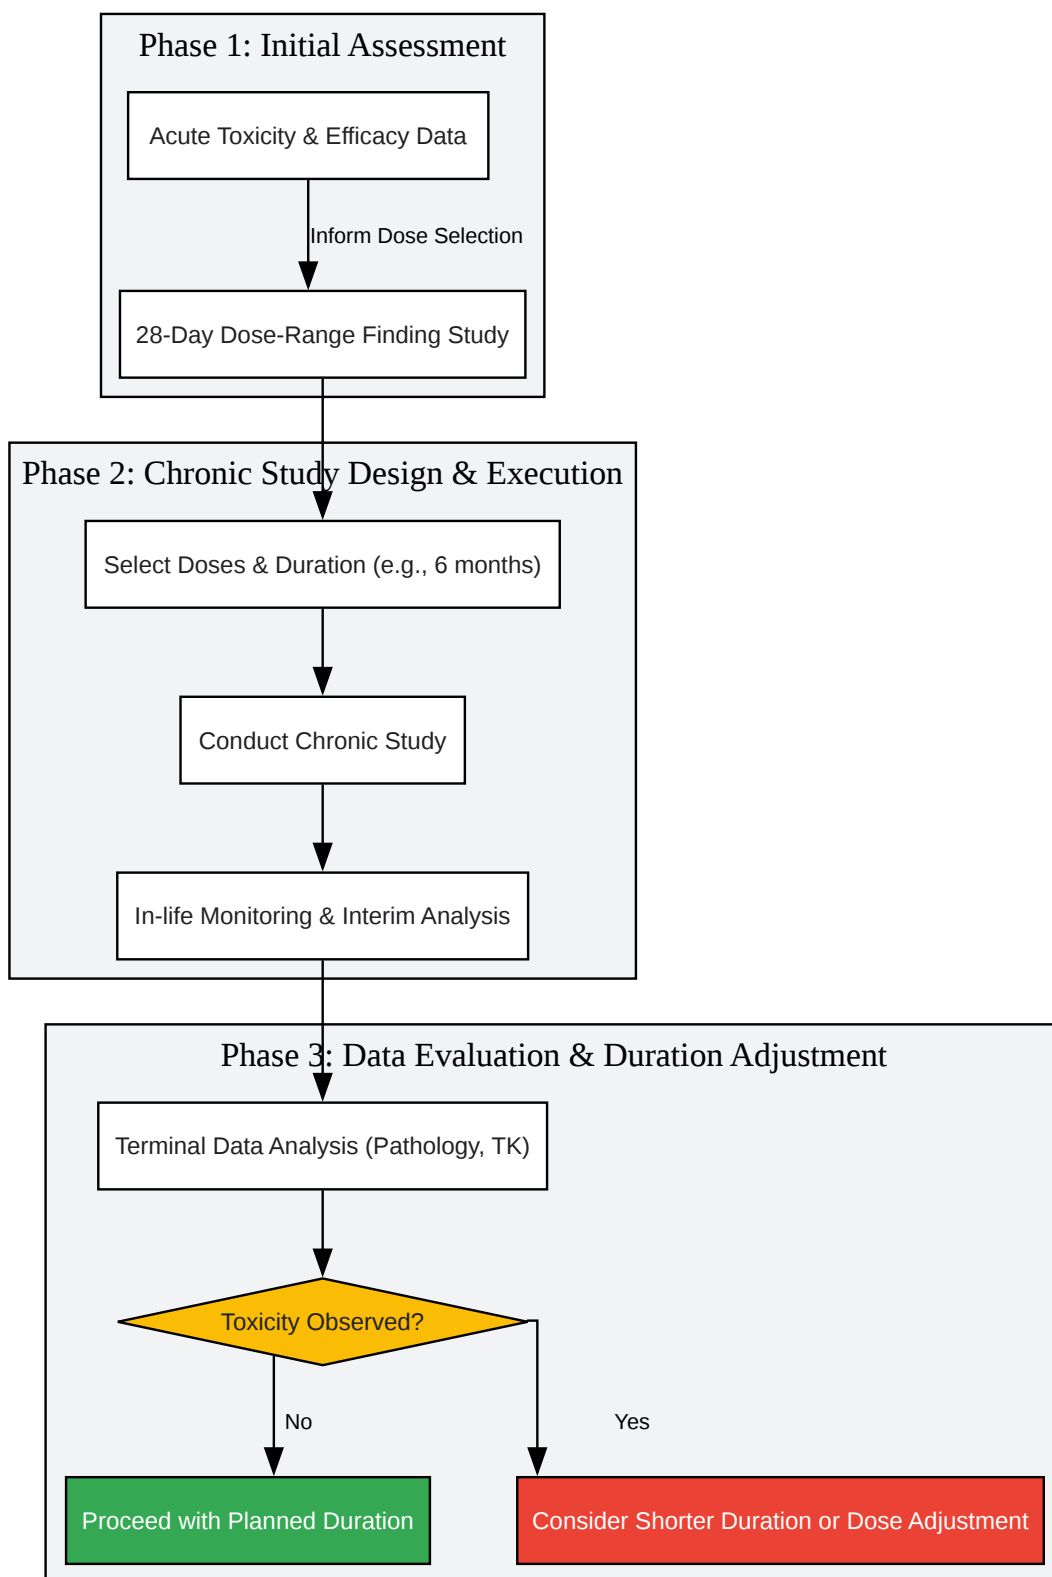 Phase 1: Initial Assessment
Acute Toxicity & Efficacy Data
Inform Dose Selection
28-Day Dose-Range Finding Study
Phase 2: Chronic Study Design & Execution
Select Doses & Duration (e.g., 6 months)
Conduct Chronic Study
In-life Monitoring & Interim Analysis
Phase 3: Data Evaluation & Duration Adjustment
Terminal Data Analysis (Pathology, TK)
Toxicity Observed?
No
Yes
Proceed with Planned Duration
Consider Shorter Duration or Dose Adjustment